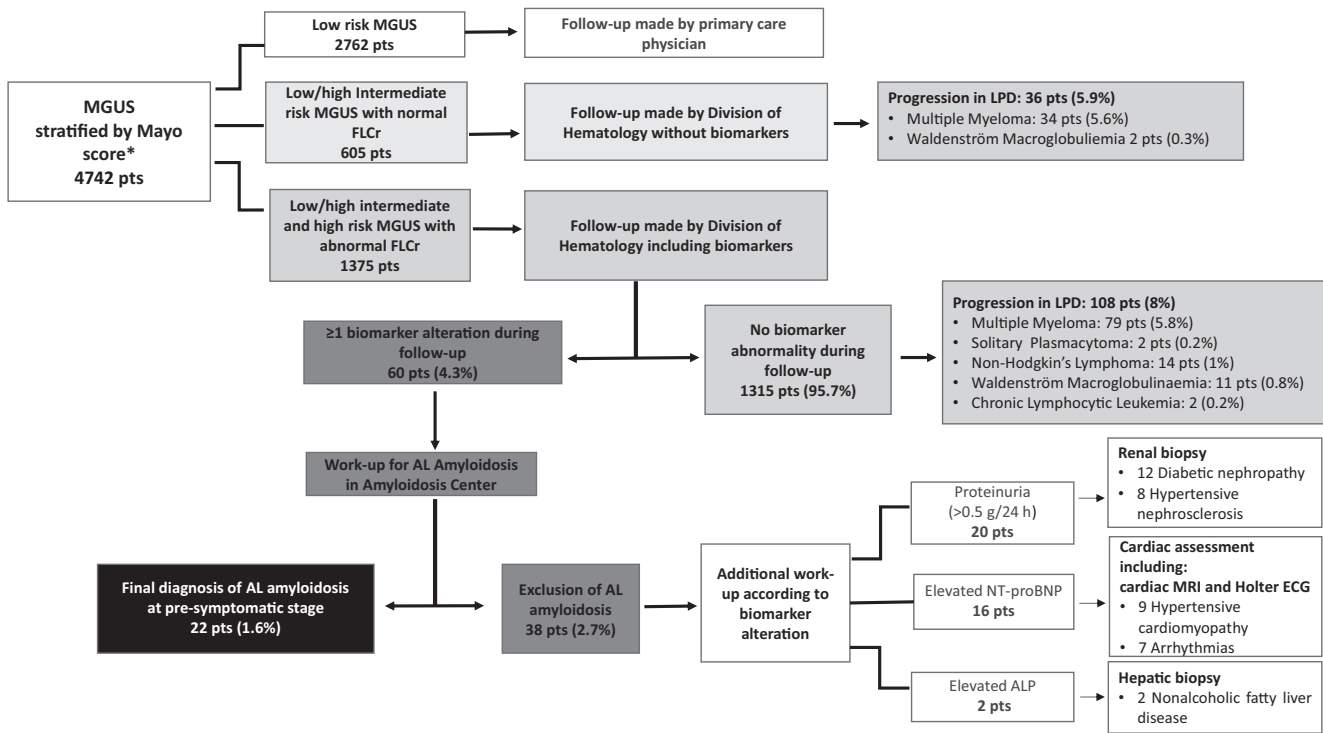 Low risk MGUS
2762 pts
Follow-up made by primary care
physician
MGUS
stratified by Mayo
score*
4742 pts
Low/high Intermediate
risk MGUS with normal
FLCr
605 pts
Follow-up made by Division of
Hematology without biomarkers
Progression in LPD: 36 pts (5.9%)
• Multiple Myeloma: 34 pts (5.6%)
• Waldenström Macroglobuliemia 2 pts (0.3%)
Low/high intermediate
and high risk MGUS with
abnormal FLCr
1375 pts
Follow-up made by Division of
Hematology including biomarkers
≥1 biomarker alteration during
follow-up
60 pts (4.3%)
No biomarker
abnormality during
follow-up
1315 pts (95.7%)
Progression in LPD: 108 pts (8%)
• Multiple Myeloma: 79 pts (5.8%)
• Solitary Plasmacytoma: 2 pts (0.2%)
• Non-Hodgkin's Lymphoma: 14 pts (1%)
• Waldenström Macroglobulinaemia: 11 pts (0.8%)
• Chronic Lymphocytic Leukemia: 2 (0.2%)
Work-up for AL Amyloidosis
in Amyloidosis Center
Final diagnosis of AL amyloidosis
at pre-symptomatic stage
22 pts (1.6%)
Exclusion of AL
amyloidosis
38 pts (2.7%)
Additional work-
up according to
biomarker
alteration
Proteinuria
(>0.5 g/24 h)
20 pts
Renal biopsy
• 12 Diabetic nephropathy
• 8 Hypertensive
nephrosclerosis
Elevated NT-proBNP
16 pts
Cardiac assessment
including:
cardiac MRI and Holter ECG
• 9 Hypertensive
cardiomyopathy
• 7 Arrhythmias
Elevated ALP
2 pts
Hepatic biopsy
• 2 Nonalcoholic fatty liver
disease